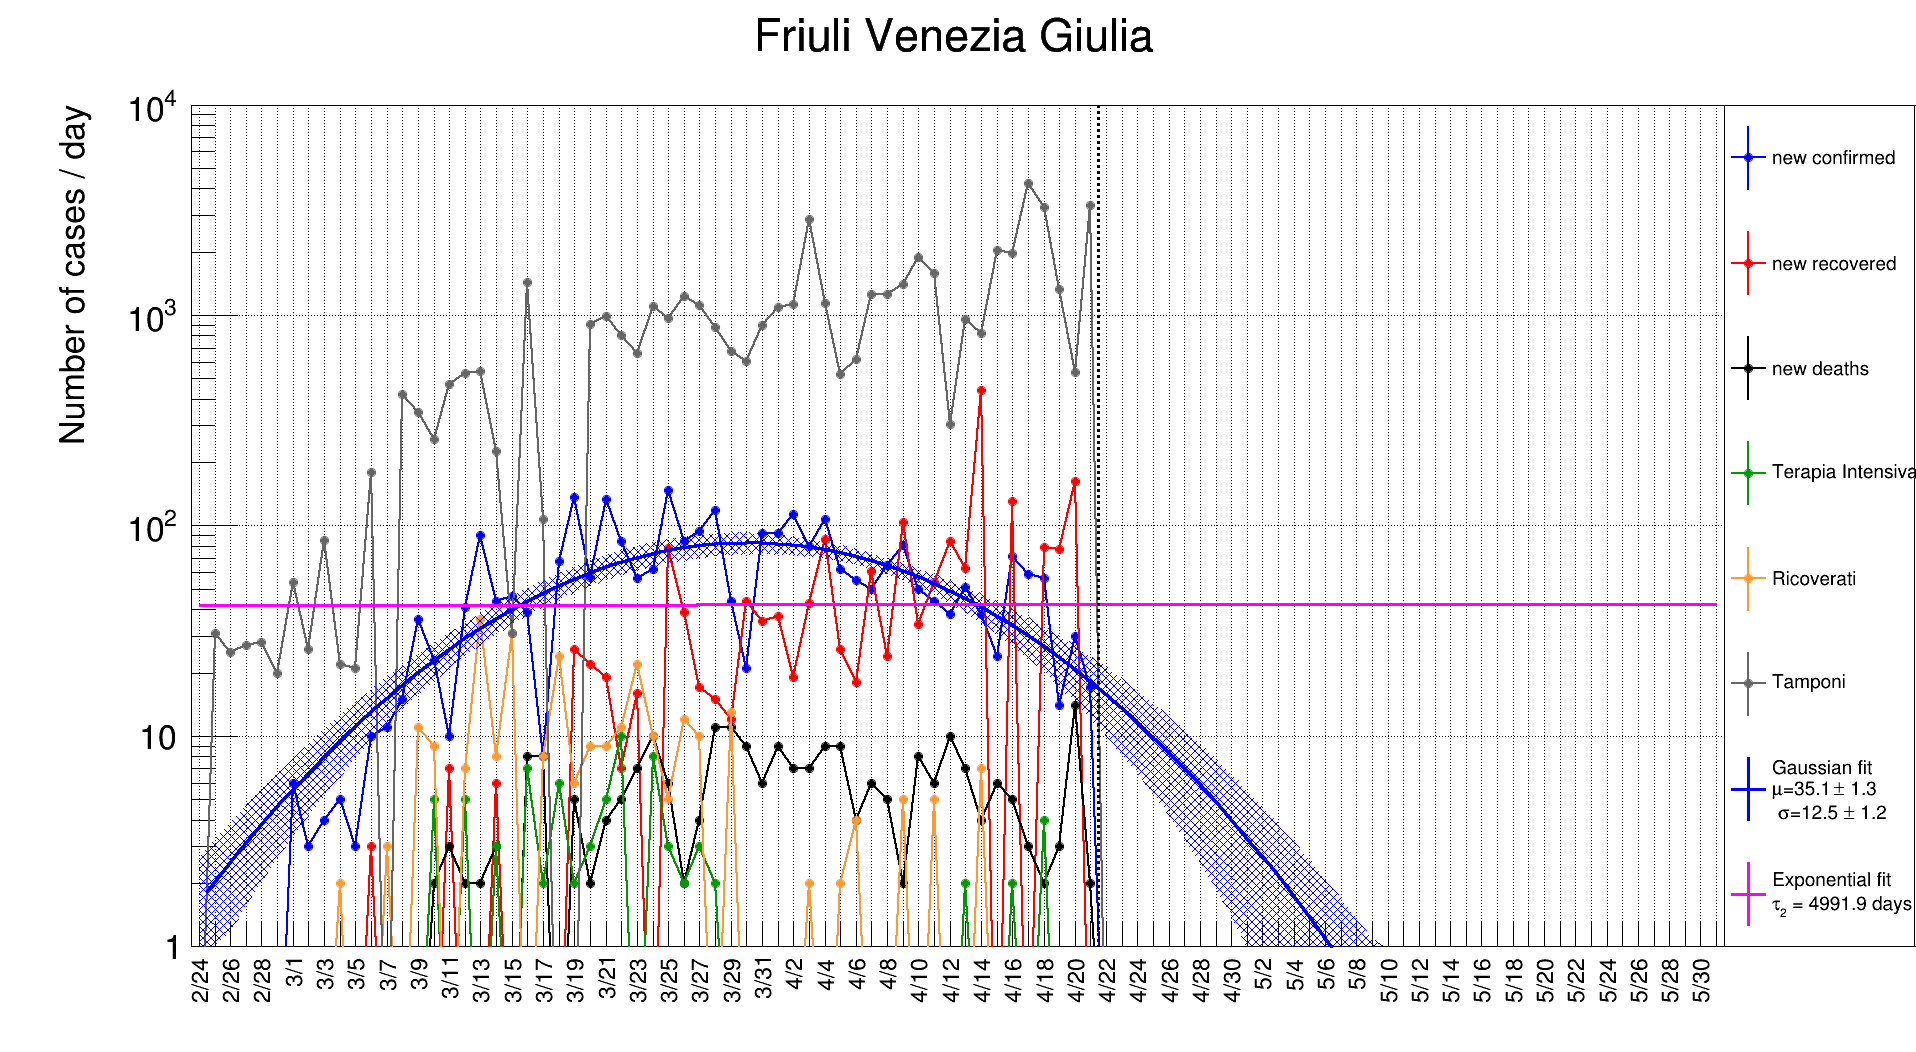 Friuli Venezia Giulia
Number of cases / day
10^4
10^3
10^2
10
1
2/24 2/26 2/28 3/1 3/3 3/5 3/7 3/9 3/11 3/13 3/15 3/17 3/19 3/21 3/23 3/25 3/27 3/29 3/31 4/2 4/4 4/6 4/8 4/10 4/12 4/14 4/16 4/18 4/20 4/22 4/24 4/26 4/28 4/30 5/2 5/4 5/6 5/8 5/10 5/12 5/14 5/16 5/18 5/20 5/22 5/24 5/26 5/28 5/30
new confirmed
new recovered
new deaths
Terapia Intensiva
Ricoverati
Tamponi
Gaussian fit
μ=35.1 ± 1.3
σ=12.5 ± 1.2
Exponential fit
τ₂ = 4991.9 days